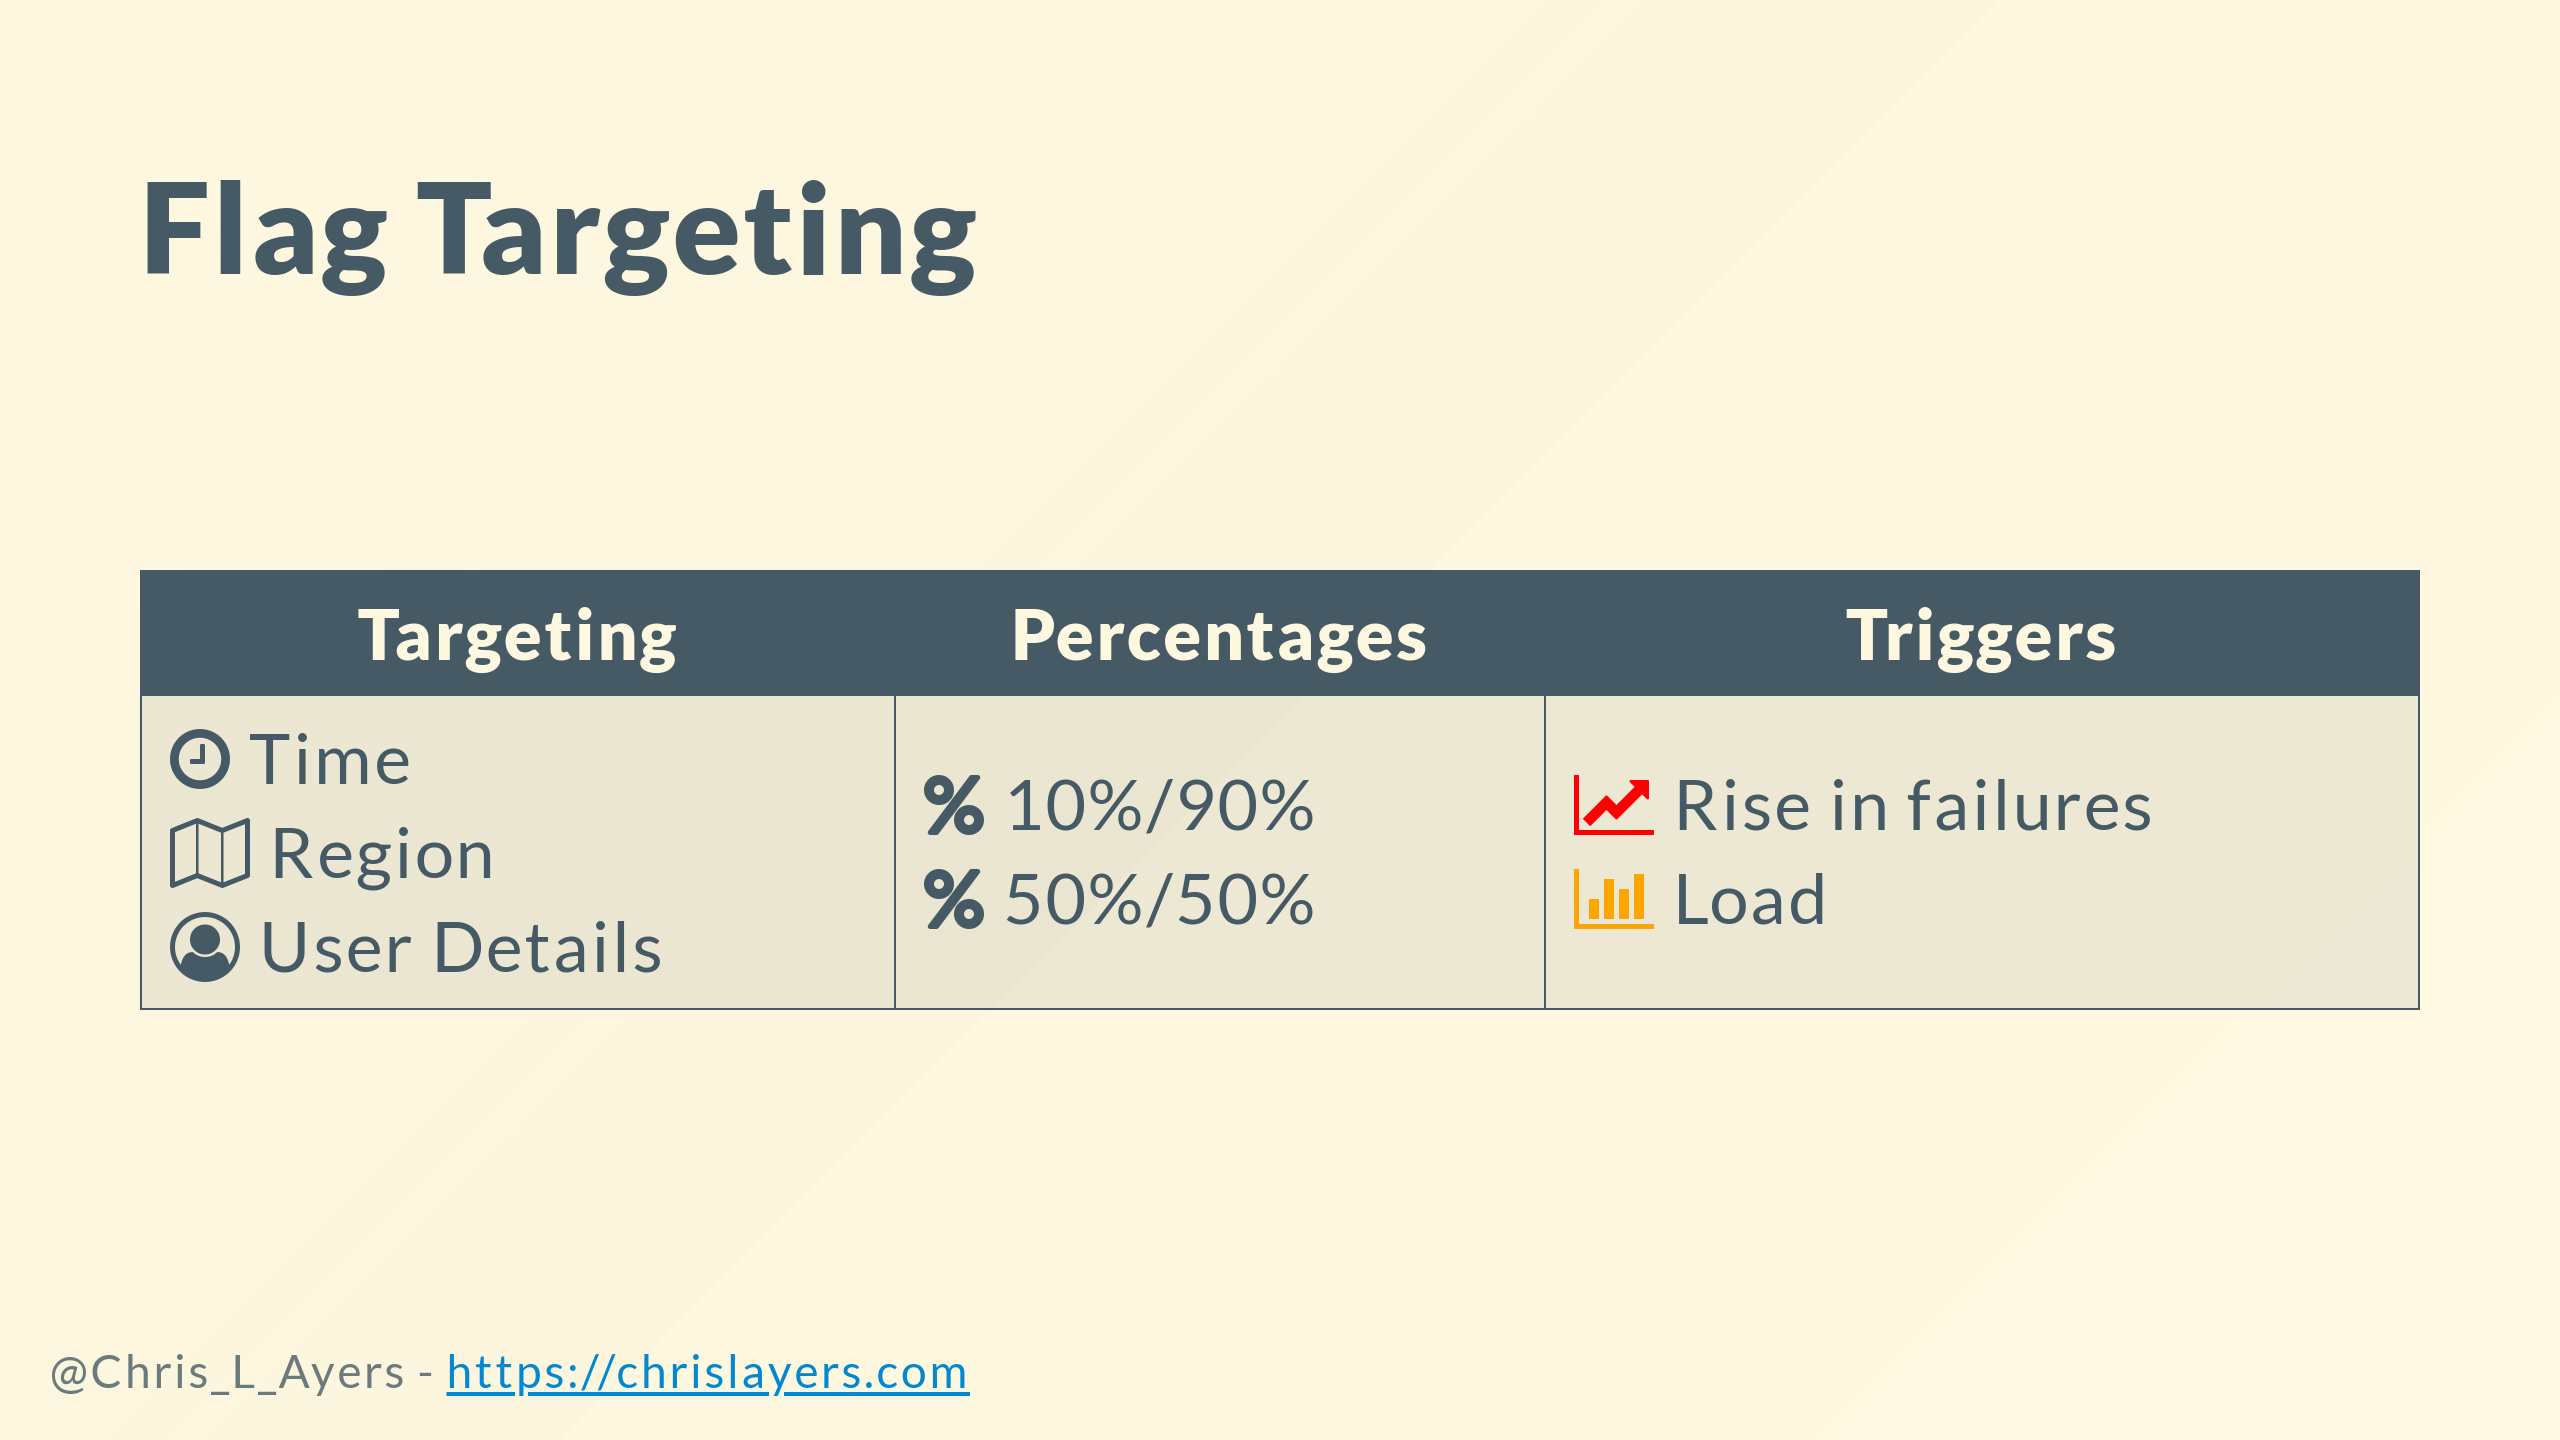 Flag Targeting
Targeting Percentages Triggers
Time
Region
User Details
10%/90%
50%/50%
Rise in failures
Load
@Chris_L_Ayers - https://chrislayers.com